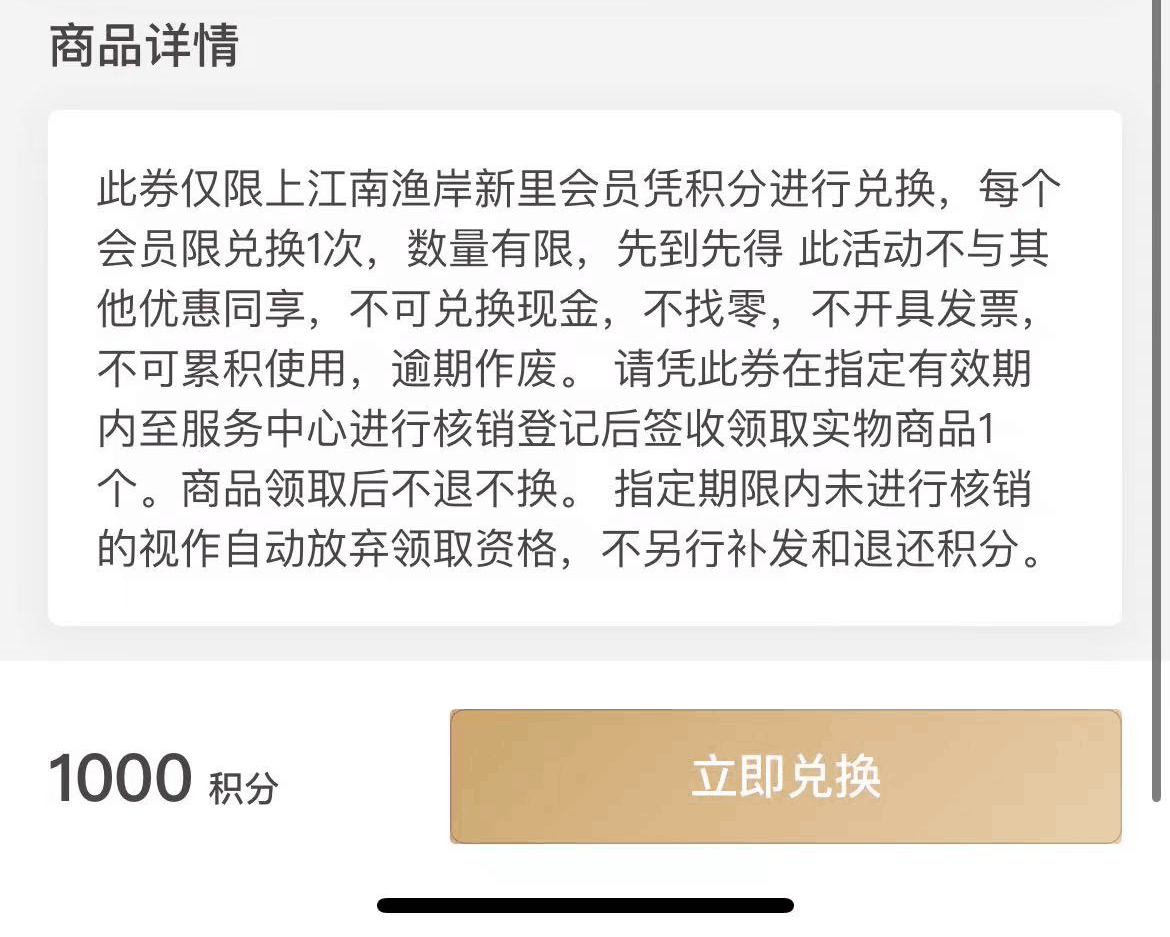 商品详情
此券仅限上江南渔岸新里会员凭积分进行兑换，每个
会员限兑换1次，数量有限，先到先得 此活动不与其
他优惠同享，不可兑换现金，不找零，不开具发票，
不可累积使用，逾期作废。 请凭此券在指定有效期
内至服务中心进行核销登记后签收领取实物商品1
个。商品领取后不退不换。 指定期限内未进行核销
的视作自动放弃领取资格，不另行补发和退还积分。
1000 积分
立即兑换